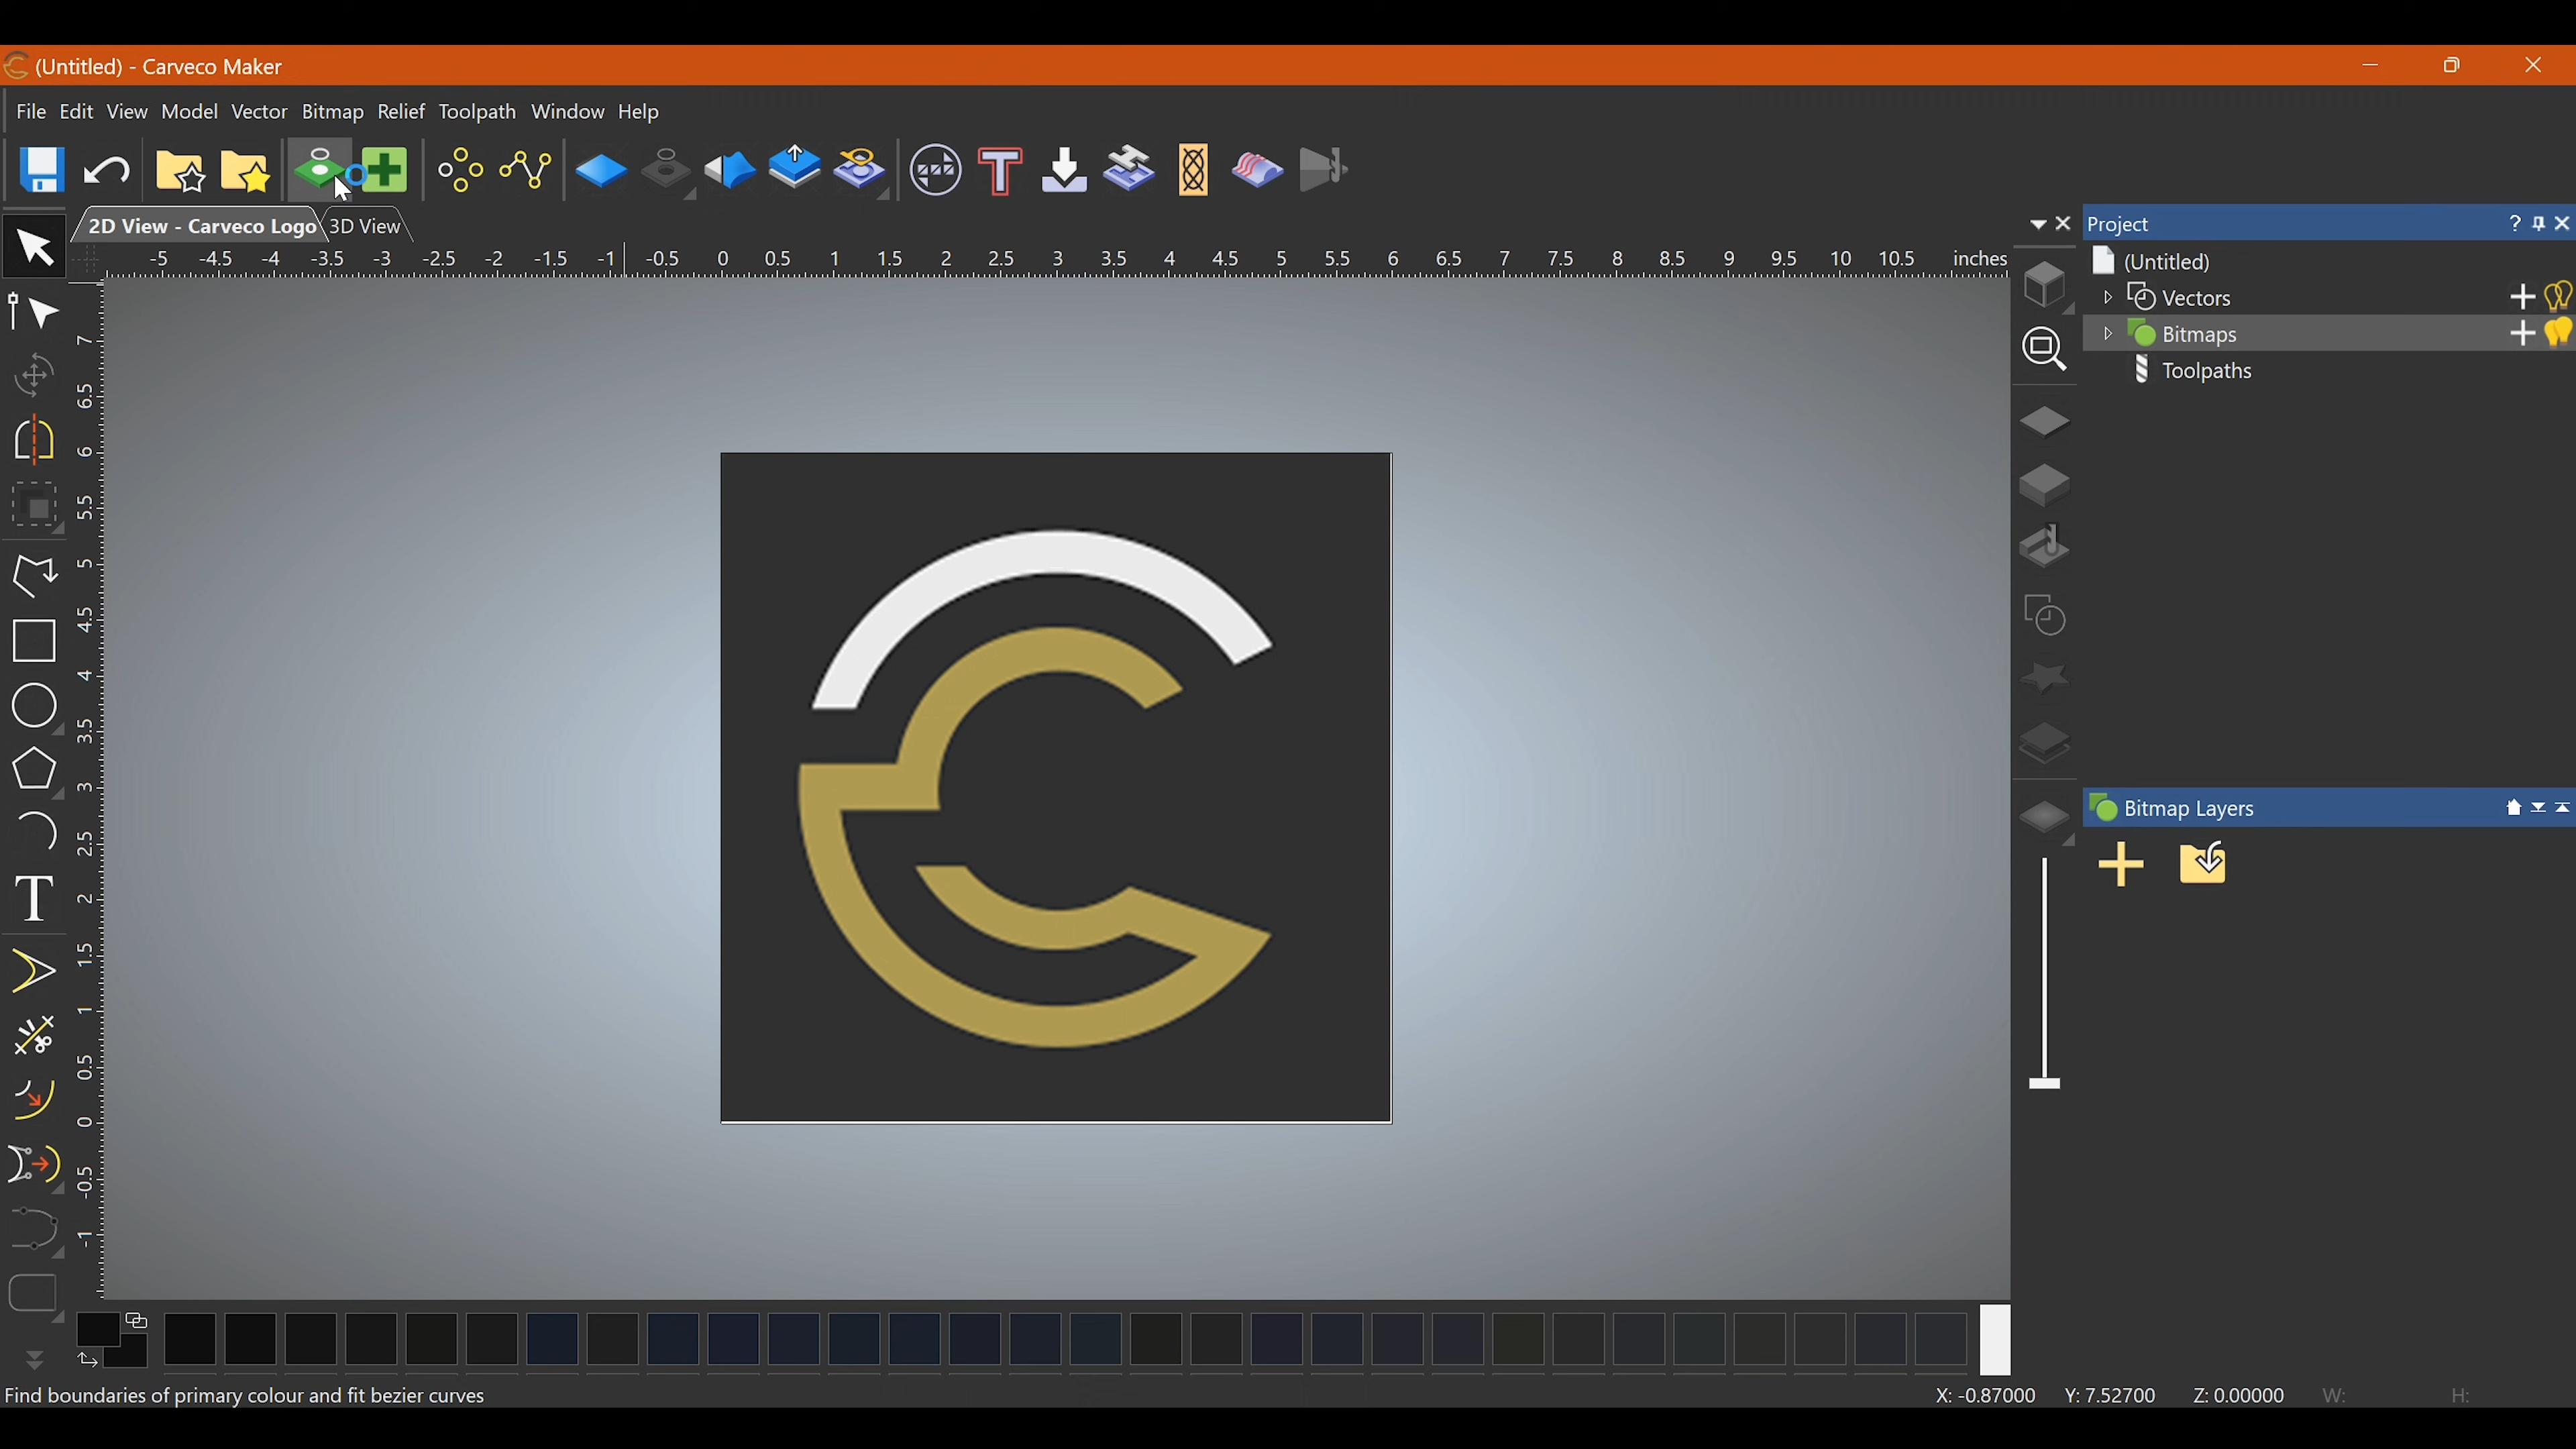 (Untitled) - Carveco Maker
File Edit View Model Vector Bitmap Relief Toolpath Window Help
2D View - Carveco Logo 3D View
Project ?
-5 -4.5 -4 -3.5 -3 -2.5 -2 -1.5 -1 -0.5 0 0.5 1 1.5 2 2.5 3 3.5 4 4.5 5 5.5 6 6.5 7 7.5 8 8.5 9 9.5 10 10.5 inches
(Untitled)
Vectors
Bitmaps
Toolpaths
7
6.5
6
5.5
5
4.5
4
3.5
3
2.5
2
1.5
1
0.5
0
-0.5
-1
T
Bitmap Layers
Find boundaries of primary colour and fit bezier curves
X: -0.87000 Y: 7.52700 Z: 0.00000 W: H: